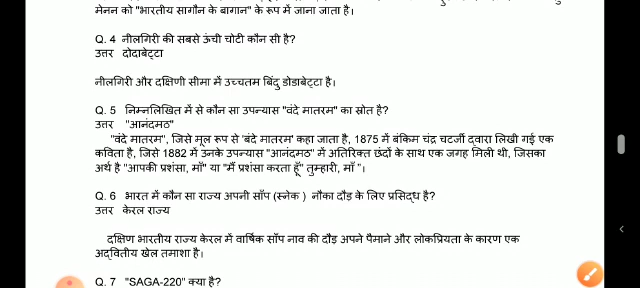 मेनन को "भारतीय सागौन के बागान" के रूप में जाना जाता है।
Q. 4 नीलगिरी की सबसे ऊंची चोटी कौन सी है?
उत्तर दोदाबेट्टा
नीलगिरी और दक्षिणी सीमा में उच्चतम बिंदु डोडाबेट्टा है।
Q. 5 निम्नलिखित में से कौन सा उपन्यास "वंदे मातरम" का स्रोत है?
उत्तर "आनंदमठ"
"वंदे मातरम", जिसे मूल रूप से 'बंदे मातरम' कहा जाता है, 1875 में बंकिम चंद्र चटर्जी द्वारा लिखी गई एक
कविता है, जिसे 1882 में उनके उपन्यास "आनंदमठ" में अतिरिक्त छंदों के साथ एक जगह मिली थी, जिसका
अर्थ है "आपकी प्रशंसा, माँ" या "मैं प्रशंसा करता हूँ" तुम्हारी, माँ "।
Q. 6 भारत में कौन सा राज्य अपनी साँप (स्नेक ) नौका दौड़ के लिए प्रसिद्ध है?
उत्तर केरल राज्य
दक्षिण भारतीय राज्य केरल में वार्षिक साँप नाव की दौड़ अपने पैमाने और लोकप्रियता के कारण एक
अद्वितीय खेल तमाशा है।
Q. 7 "SAGA-220" क्या है?